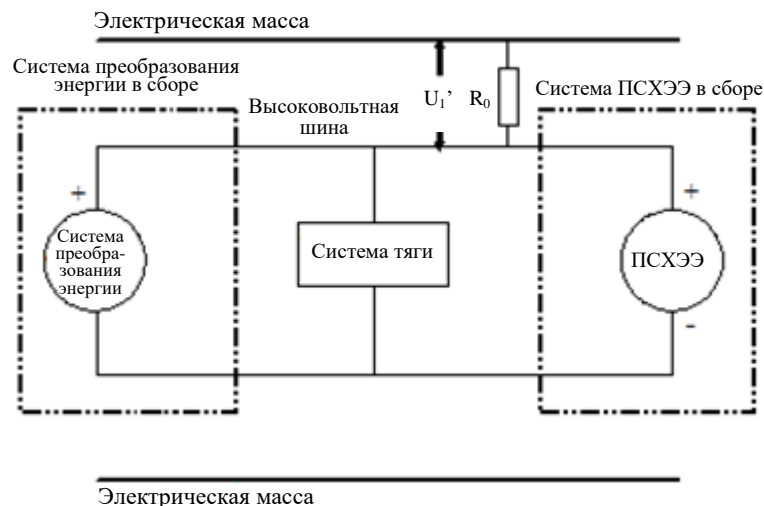 Электрическая масса
Система преобразования
энергии в сборе
Высоковольтная
шина
U₁’
R₀
Система ПСХЭЭ в сборе
+
Система
преобра-
зования
энергии
Система тяги
+
ПСХЭЭ
-
Электрическая масса